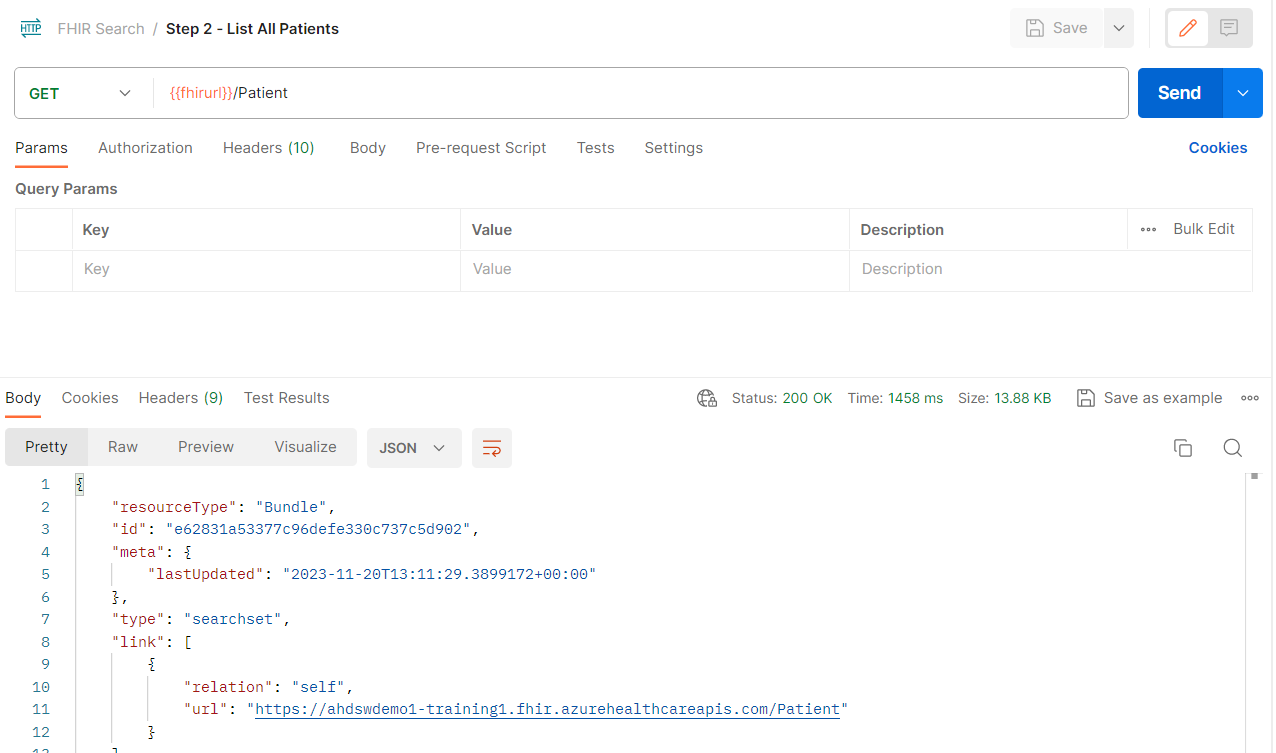 HTTP FHIR Search / Step 2 - List All Patients Save
GET {{fhirurl}}/Patient Send
Params Authorization Headers (10) Body Pre-request Script Tests Settings Cookies
Query Params
Key Value Description Bulk Edit
Key Value Description
Body Cookies Headers (9) Test Results Status: 200 OK Time: 1458 ms Size: 13.88 KB Save as example
Pretty Raw Preview Visualize JSON
1 {
2 "resourceType": "Bundle",
3 "id": "e62831a53377c96defe330c737c5d902",
4 "meta": {
5 "lastUpdated": "2023-11-20T13:11:29.3899172+00:00"
6 },
7 "type": "searchset",
8 "link": [
9 {
10 "relation": "self",
11 "url": "https://ahdswdemo1-training1.fhir.azurehealthcareapis.com/Patient"
12 }
13 ]